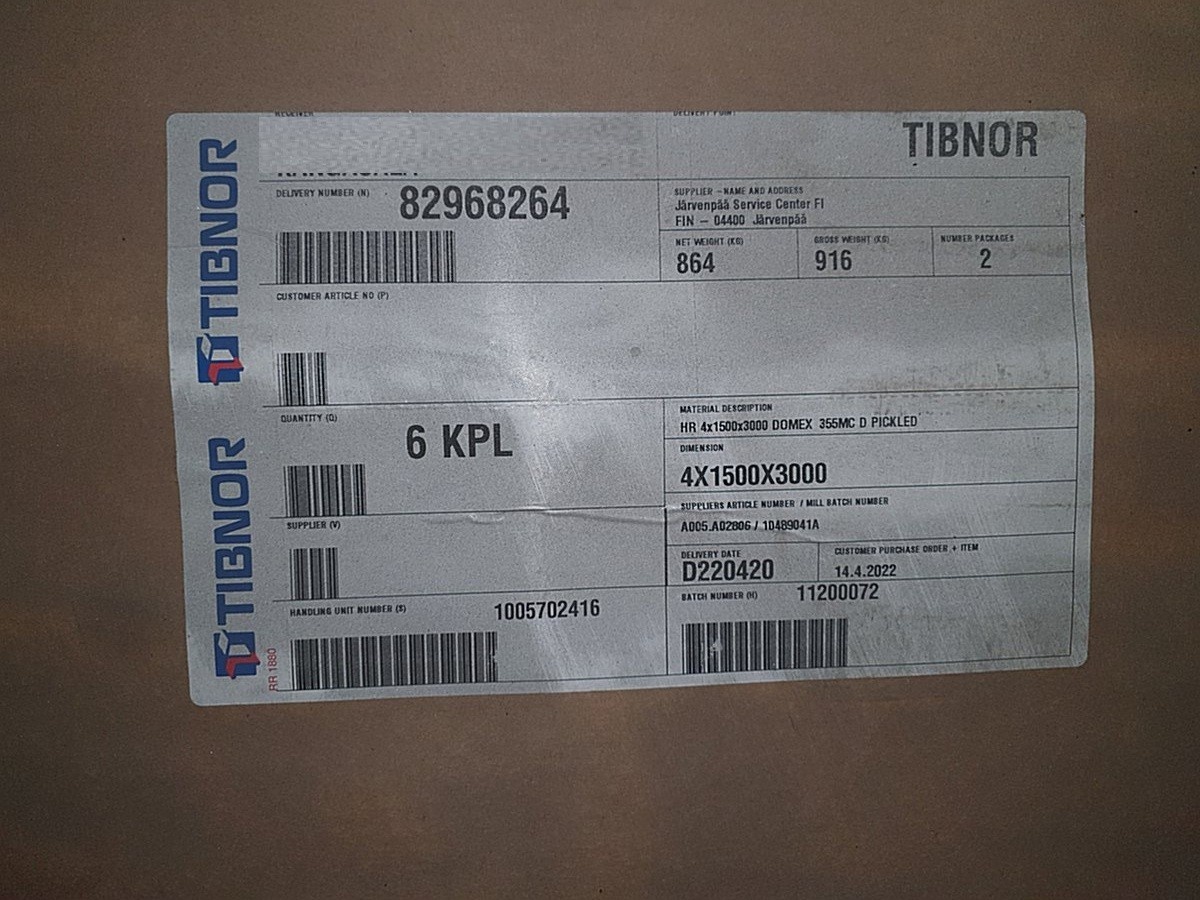 RECEIVER
DELIVERY POINT
TIBNOR
TIBNOR
TIBNOR
DELIVERY NUMBER (N)
82968264
SUPPLIER - NAME AND ADDRESS
Järvenpää Service Center FI
FIN - 04400 Järvenpää
NET WEIGHT (KG)
864
GROSS WEIGHT (KG)
916
NUMBER PACKAGES
2
CUSTOMER ARTICLE NO (P)
QUANTITY (Q)
6 KPL
MATERIAL DESCRIPTION
HR 4x1500x3000 DOMEX 355MC D PICKLED
DIMENSION
4X1500X3000
SUPPLIERS ARTICLE NUMBER / MILL BATCH NUMBER
A005.A02806 / 10489041A
SUPPLIER (V)
DELIVERY DATE
D220420
CUSTOMER PURCHASE ORDER + ITEM
14.4.2022
HANDLING UNIT NUMBER (S)
1005702416
BATCH NUMBER (H)
11200072
RR 1880